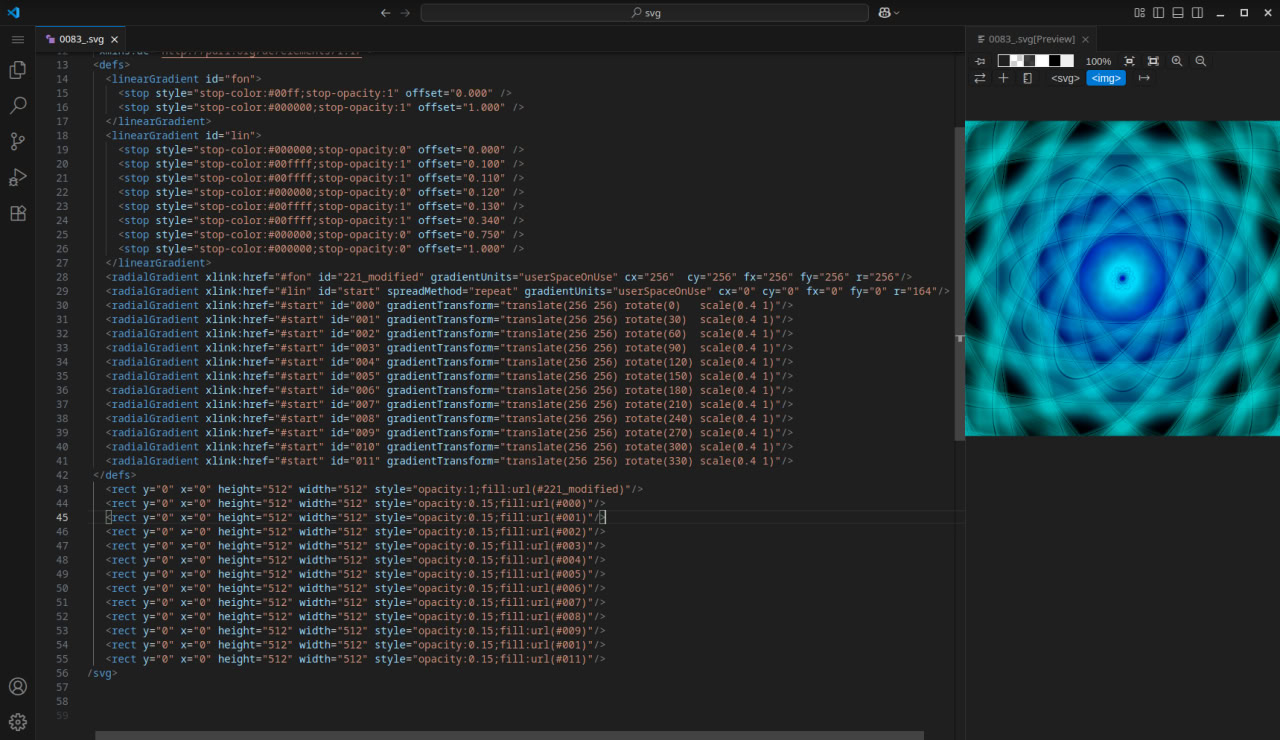 svg
0083_.svg
0083_.svg[Preview]
100%
<svg>
<img>
13 <defs>
14 <linearGradient id="fon">
15 <stop style="stop-color:#00ff;stop-opacity:1" offset="0.000" />
16 <stop style="stop-color:#000000;stop-opacity:1" offset="1.000" />
17 </linearGradient>
18 <linearGradient id="lin">
19 <stop style="stop-color:#000000;stop-opacity:0" offset="0.000" />
20 <stop style="stop-color:#00ffff;stop-opacity:1" offset="0.100" />
21 <stop style="stop-color:#00ffff;stop-opacity:1" offset="0.110" />
22 <stop style="stop-color:#000000;stop-opacity:0" offset="0.120" />
23 <stop style="stop-color:#00ffff;stop-opacity:1" offset="0.130" />
24 <stop style="stop-color:#00ffff;stop-opacity:1" offset="0.340" />
25 <stop style="stop-color:#000000;stop-opacity:0" offset="0.750" />
26 <stop style="stop-color:#000000;stop-opacity:0" offset="1.000" />
27 </linearGradient>
28 <radialGradient xlink:href="#fon" id="221_modified" gradientUnits="userSpaceOnUse" cx="256"  cy="256" fx="256" fy="256" r="256"/>
29 <radialGradient xlink:href="#lin" id="start" spreadMethod="repeat" gradientUnits="userSpaceOnUse" cx="0" cy="0" fx="0" fy="0" r="164"/>
30 <radialGradient xlink:href="#start" id="000" gradientTransform="translate(256 256) rotate(0)   scale(0.4 1)"/>
31 <radialGradient xlink:href="#start" id="001" gradientTransform="translate(256 256) rotate(30)  scale(0.4 1)"/>
32 <radialGradient xlink:href="#start" id="002" gradientTransform="translate(256 256) rotate(60)  scale(0.4 1)"/>
33 <radialGradient xlink:href="#start" id="003" gradientTransform="translate(256 256) rotate(90)  scale(0.4 1)"/>
34 <radialGradient xlink:href="#start" id="004" gradientTransform="translate(256 256) rotate(120) scale(0.4 1)"/>
35 <radialGradient xlink:href="#start" id="005" gradientTransform="translate(256 256) rotate(150) scale(0.4 1)"/>
36 <radialGradient xlink:href="#start" id="006" gradientTransform="translate(256 256) rotate(180) scale(0.4 1)"/>
37 <radialGradient xlink:href="#start" id="007" gradientTransform="translate(256 256) rotate(210) scale(0.4 1)"/>
38 <radialGradient xlink:href="#start" id="008" gradientTransform="translate(256 256) rotate(240) scale(0.4 1)"/>
39 <radialGradient xlink:href="#start" id="009" gradientTransform="translate(256 256) rotate(270) scale(0.4 1)"/>
40 <radialGradient xlink:href="#start" id="010" gradientTransform="translate(256 256) rotate(300) scale(0.4 1)"/>
41 <radialGradient xlink:href="#start" id="011" gradientTransform="translate(256 256) rotate(330) scale(0.4 1)"/>
42 </defs>
43 <rect y="0" x="0" height="512" width="512" style="opacity:1;fill:url(#221_modified)"/>
44 <rect y="0" x="0" height="512" width="512" style="opacity:0.15;fill:url(#000)"/>
45 <rect y="0" x="0" height="512" width="512" style="opacity:0.15;fill:url(#001)"/>
46 <rect y="0" x="0" height="512" width="512" style="opacity:0.15;fill:url(#002)"/>
47 <rect y="0" x="0" height="512" width="512" style="opacity:0.15;fill:url(#003)"/>
48 <rect y="0" x="0" height="512" width="512" style="opacity:0.15;fill:url(#004)"/>
49 <rect y="0" x="0" height="512" width="512" style="opacity:0.15;fill:url(#005)"/>
50 <rect y="0" x="0" height="512" width="512" style="opacity:0.15;fill:url(#006)"/>
51 <rect y="0" x="0" height="512" width="512" style="opacity:0.15;fill:url(#007)"/>
52 <rect y="0" x="0" height="512" width="512" style="opacity:0.15;fill:url(#008)"/>
53 <rect y="0" x="0" height="512" width="512" style="opacity:0.15;fill:url(#009)"/>
54 <rect y="0" x="0" height="512" width="512" style="opacity:0.15;fill:url(#001)"/>
55 <rect y="0" x="0" height="512" width="512" style="opacity:0.15;fill:url(#011)"/>
56 /svg>
57
58
59